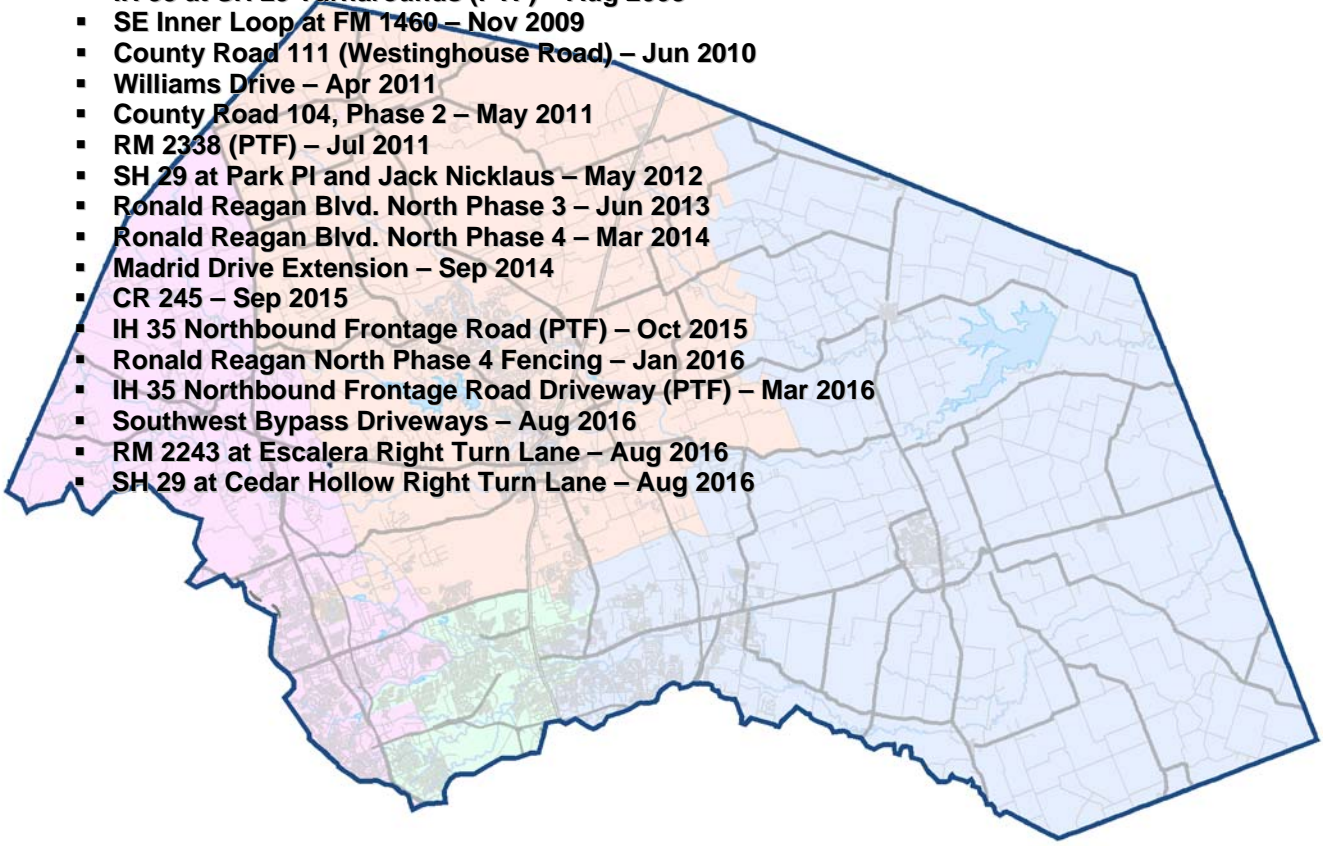 ▪ SE Inner Loop at FM 1460 – Nov 2009
▪ County Road 111 (Westinghouse Road) – Jun 2010
▪ Williams Drive – Apr 2011
▪ County Road 104, Phase 2 – May 2011
▪ RM 2338 (PTF) – Jul 2011
▪ SH 29 at Park Pl and Jack Nicklaus – May 2012
▪ Ronald Reagan Blvd. North Phase 3 – Jun 2013
▪ Ronald Reagan Blvd. North Phase 4 – Mar 2014
▪ Madrid Drive Extension – Sep 2014
▪ CR 245 – Sep 2015
▪ IH 35 Northbound Frontage Road (PTF) – Oct 2015
▪ Ronald Reagan North Phase 4 Fencing – Jan 2016
▪ IH 35 Northbound Frontage Road Driveway (PTF) – Mar 2016
▪ Southwest Bypass Driveways – Aug 2016
▪ RM 2243 at Escalera Right Turn Lane – Aug 2016
▪ SH 29 at Cedar Hollow Right Turn Lane – Aug 2016